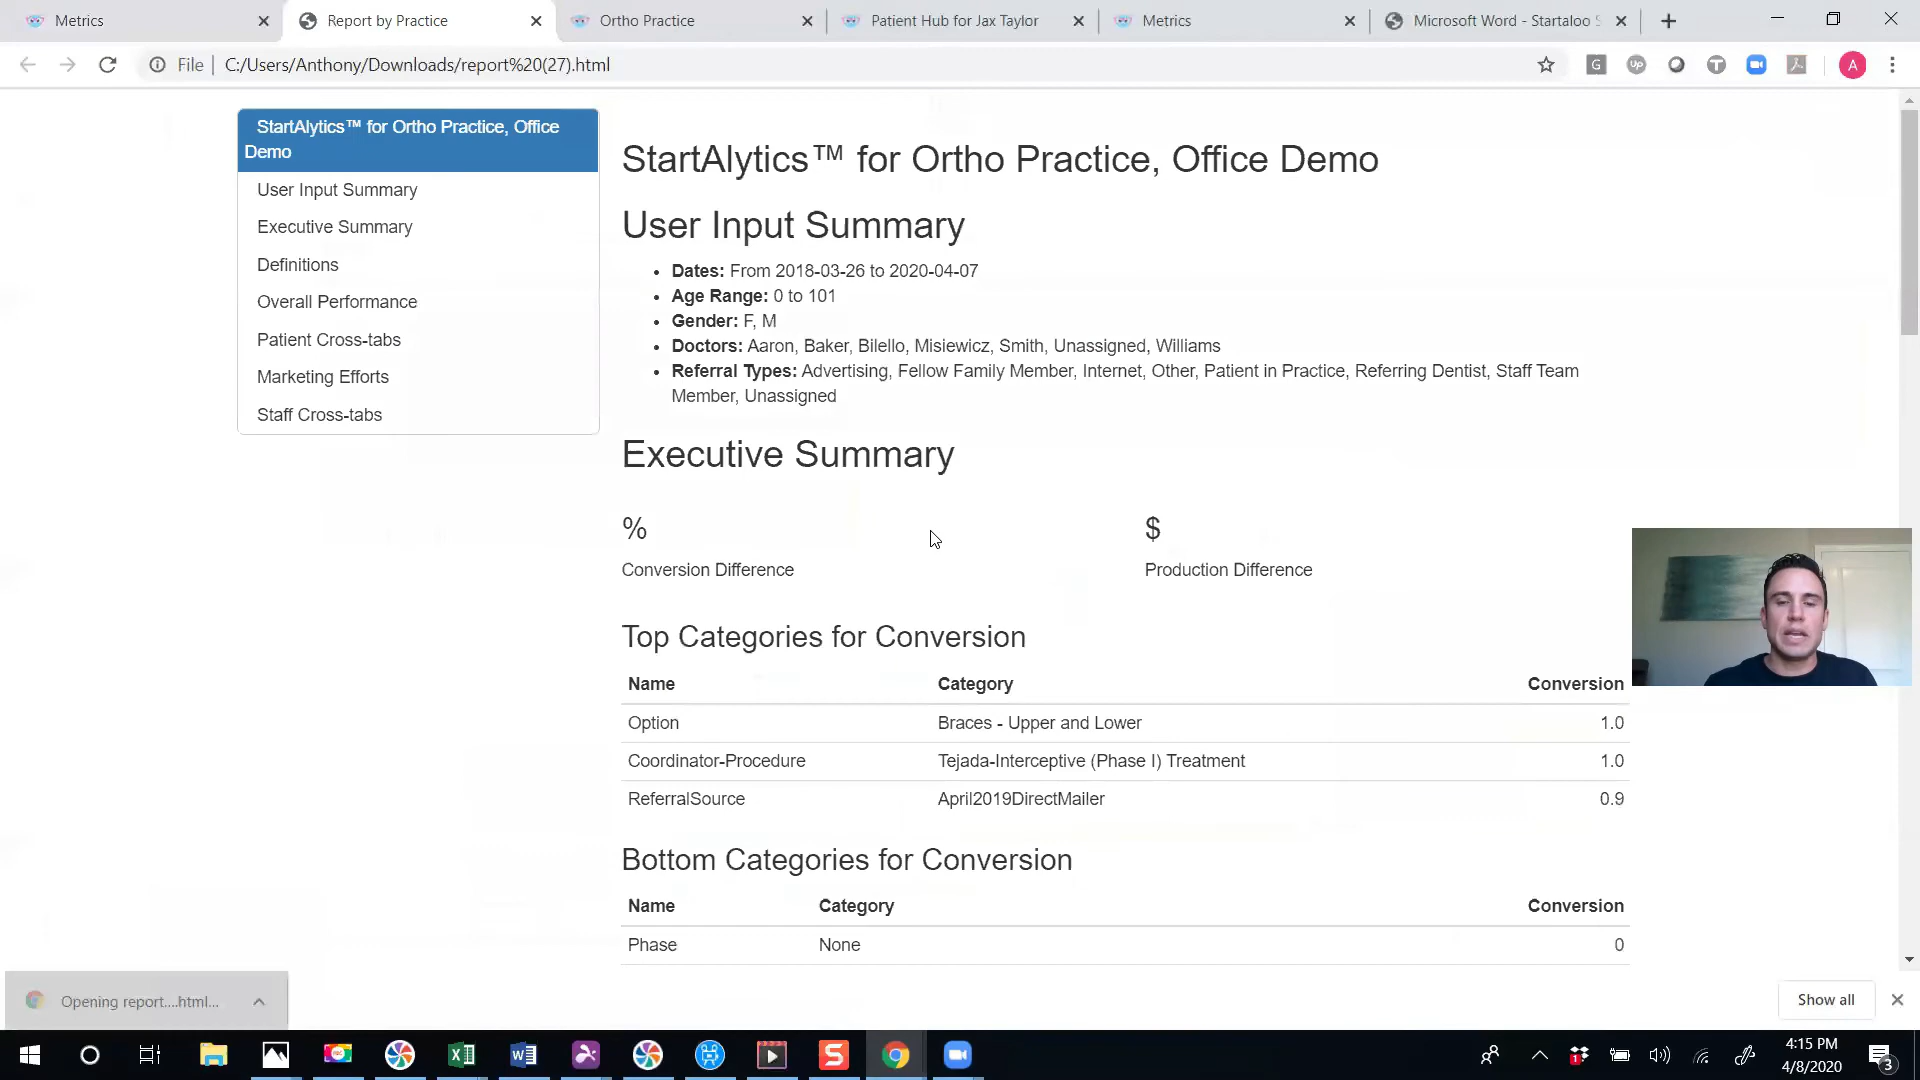 Metrics
Report by Practice
Ortho Practice
Patient Hub for Jax Taylor
Metrics
Microsoft Word - Startaloo
File
C:/Users/Anthony/Downloads/report%20(27).html
A
StartAlytics™ for Ortho Practice, Office
Demo
User Input Summary
Executive Summary
Definitions
Overall Performance
Patient Cross-tabs
Marketing Efforts
Staff Cross-tabs
StartAlytics™ for Ortho Practice, Office Demo
User Input Summary
• Dates: From 2018-03-26 to 2020-04-07
• Age Range: 0 to 101
• Gender: F, M
• Doctors: Aaron, Baker, Bilello, Misiewicz, Smith, Unassigned, Williams
• Referral Types: Advertising, Fellow Family Member, Internet, Other, Patient in Practice, Referring Dentist, Staff Team
Member, Unassigned
Executive Summary
% $
Conversion Difference Production Difference
Top Categories for Conversion
Name Category Conversion
Option Braces - Upper and Lower 1.0
Coordinator-Procedure Tejada-Interceptive (Phase I) Treatment 1.0
ReferralSource April2019DirectMailer 0.9
Bottom Categories for Conversion
Name Category Conversion
Phase None 0
Opening report....html...
Show all
4:15 PM
4/8/2020
3